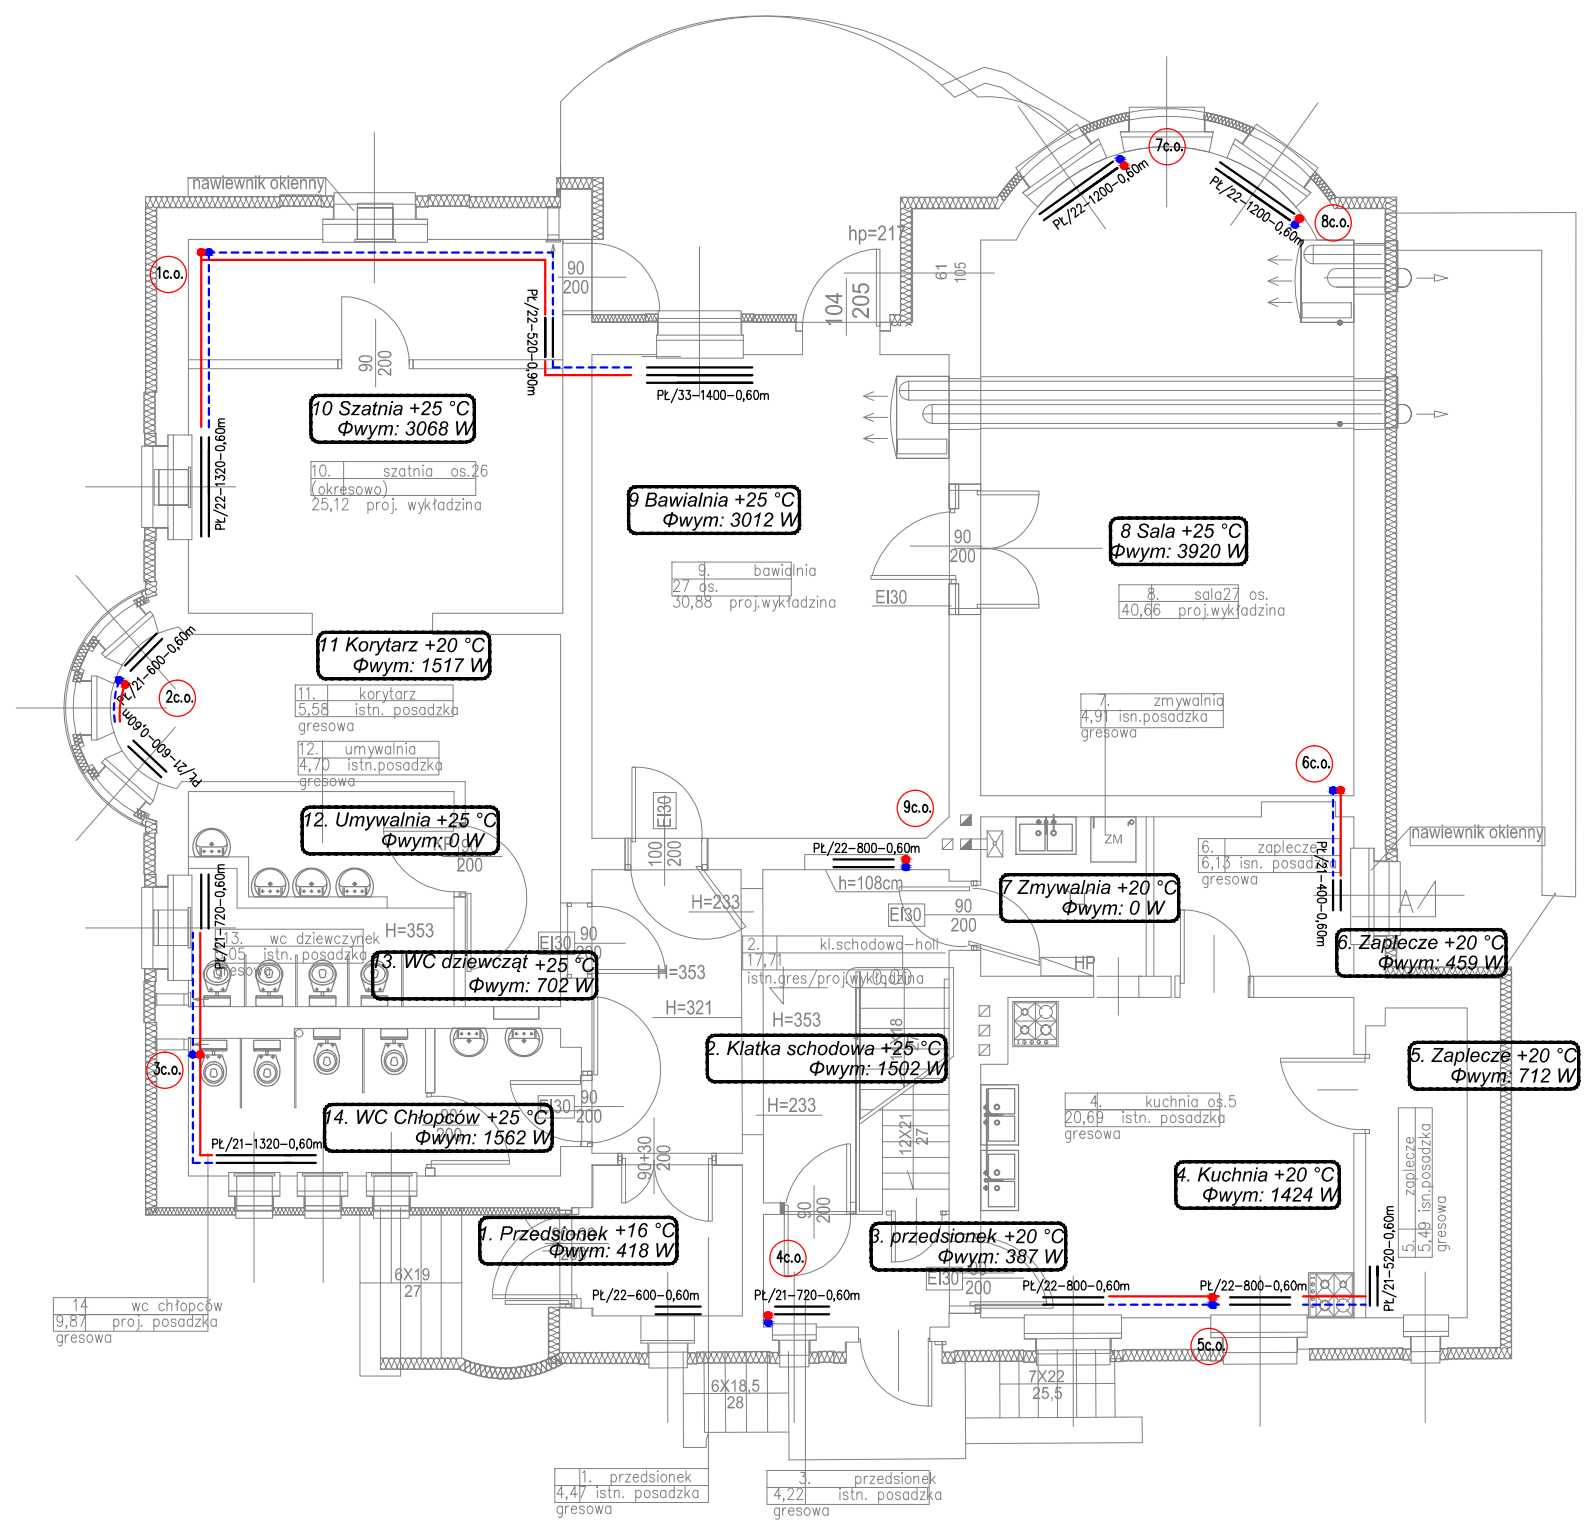 nawiewnik okienny
7c.o.
PŁ/22-1200-0,60m
PŁ/22-1200-0,60m
8c.o.
hp=217
1c.o.
90
200
61
105
104
205
PŁ/22-520-0,90m
90
200
PŁ/33-1400-0,60m
10 Szatnia +25 °C
Φwym: 3068 W
10. szatnia os.26
(okresowo)
25,12 proj. wykładzina
PŁ/22-1320-0,60m
9 Bawialnia +25 °C
Φwym: 3012 W
8 Sala +25 °C
Φwym: 3920 W
90
200
EI30
9. bawialnia
27 os.
30,88 proj.wykładzina
8. sala27 os.
40,66 proj.wykładzina
PŁ/21-600-0,60m
11 Korytarz +20 °C
Φwym: 1517 W
2c.o.
11. korytarz
5,58 istn. posadzka
gresowa
7. zmywalnia
4,91 isn.posadzka
gresowa
PŁ/21-600-0,60m
12. umywalnia
4,70 istn.posadzka
gresowa
6c.o.
EI30
9c.o.
12. Umywalnia +25 °C
Φwym: 0 W
90
200
100
200
PŁ/22-800-0,60m
h=108cm
ZM
nawiewnik okienny
6. zaplecze
6,13 isn. posadzka
gresowa
PŁ/21-400-0,60m
PŁ/21-720-0,60m
7 Zmywalnia +20 °C
Φwym: 0 W
H=233
EI30
90
200
H=353
EI30
90
200
13. wc dziewczynek
istn. posadzka
gresowa
13. WC dziewcząt +25 °C
Φwym: 702 W
2. kl.schodowa-holl
17,71
istn.gres/proj.wykładzina
6. Zaplecze +20 °C
Φwym: 459 W
H=353
HP
H=321
H=353
2. Klatka schodowa +25 °C
Φwym: 1502 W
5. Zaplecze +20 °C
Φwym: 712 W
3c.o.
EI30
90
200
H=233
4. kuchnia os.5
20,69 istn. posadzka
gresowa
14. WC Chłopców +25 °C
Φwym: 1562 W
200
12X21
27
PŁ/21-1320-0,60m
90+30
200
5. zaplecze
5,49 isn.posadzka
gresowa
4. Kuchnia +20 °C
Φwym: 1424 W
90
200
1. Przedsionek +16 °C
Φwym: 418 W
3. przedsionek +20 °C
Φwym: 387 W
4c.o.
6X19
27
EI30
200
PŁ/22-600-0,60m
PŁ/21-720-0,60m
PŁ/22-800-0,60m
PŁ/22-800-0,60m
PŁ/21-520-0,60m
14 wc chłopców
9,87 proj. posadzka
gresowa
5c.o.
6X18,5
28
7X22
25,5
1. przedsionek
4,47 istn. posadzka
gresowa
3. przedsionek
4,22 istn. posadzka
gresowa